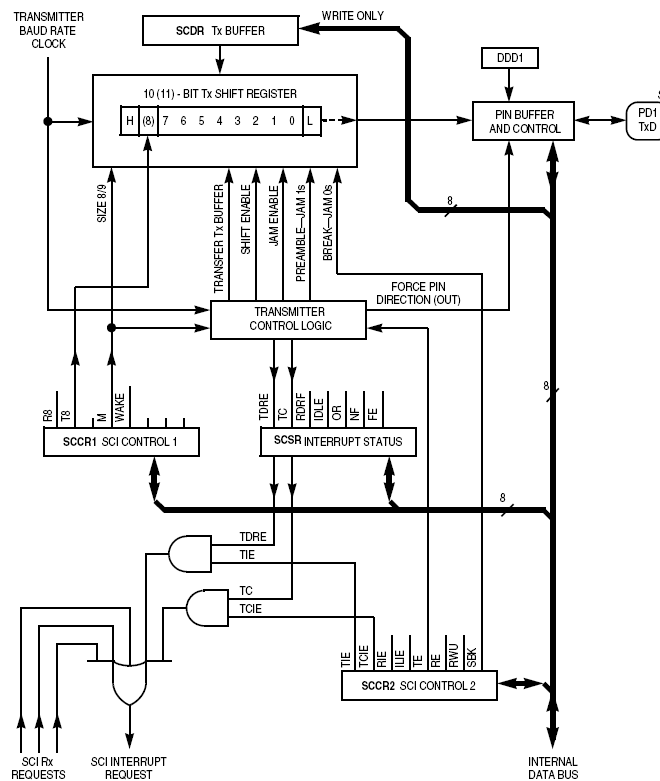 TRANSMITTER
BAUD RATE
CLOCK
SCDR Tx BUFFER
WRITE ONLY
DDD1
10 (11) - BIT Tx SHIFT REGISTER
H (8) 7 6 5 4 3 2 1 0 L
PIN BUFFER
AND CONTROL
PD1
TxD
SIZE 8/9
TRANSFER Tx BUFFER
SHIFT ENABLE
JAM ENABLE
PREAMBLE—JAM 1s
BREAK—JAM 0s
8
FORCE PIN
DIRECTION (OUT)
TRANSMITTER
CONTROL LOGIC
8
R8
T8
M
WAKE
TDRE
TC
RDRF
IDLE
OR
NF
FE
SCCR1 SCI CONTROL 1
SCSR INTERRUPT STATUS
8
TDRE
TIE
TC
TCIE
TIE
TCIE
RIE
ILIE
TE
RE
RWU
SBK
SCCR2 SCI CONTROL 2
SCI Rx
REQUESTS
SCI INTERRUPT
REQUEST
INTERNAL
DATA BUS